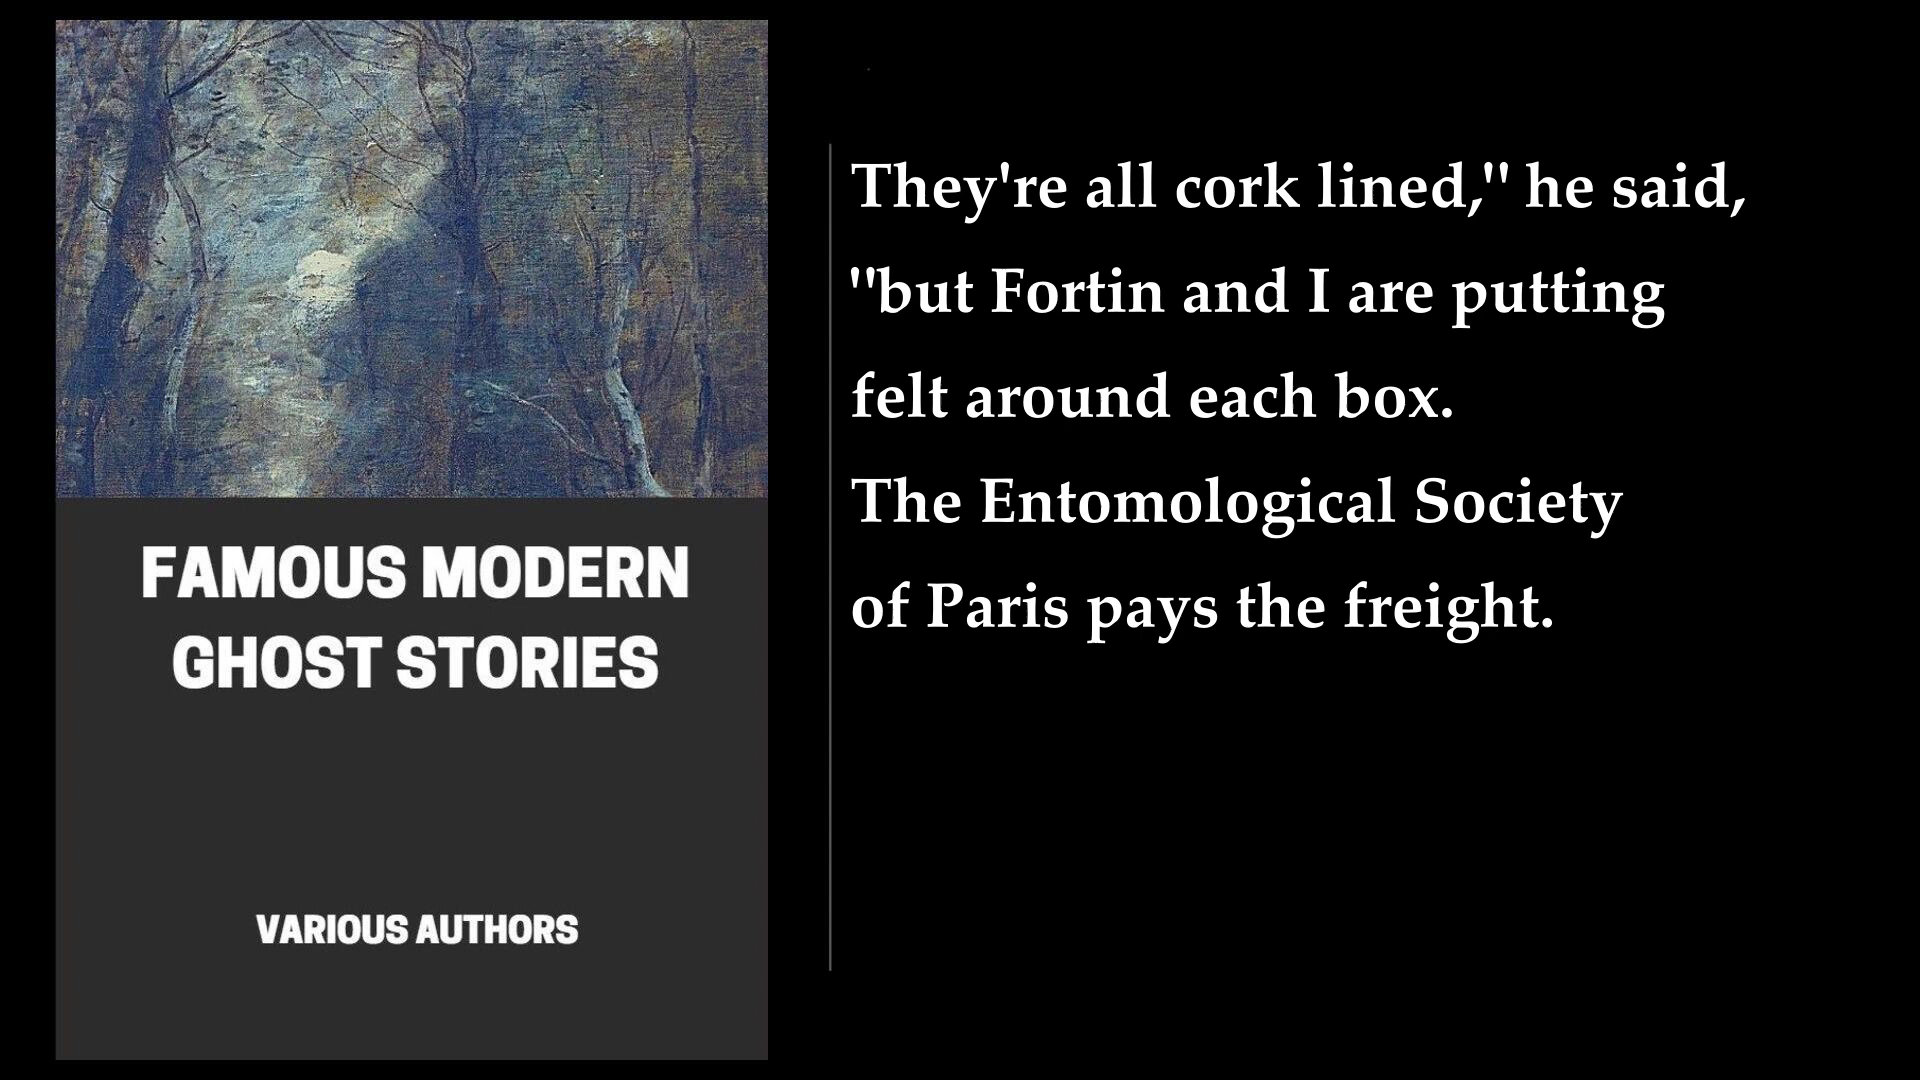 FAMOUS MODERN
GHOST STORIES
VARIOUS AUTHORS
They're all cork lined," he said,
"but Fortin and I are putting
felt around each box.
The Entomological Society
of Paris pays the freight.